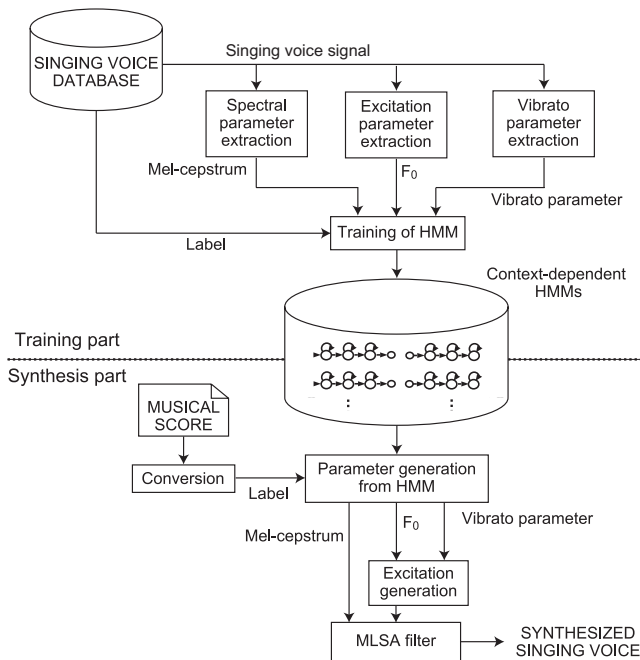 SINGING VOICE
DATABASE
Singing voice signal
Spectral
parameter
extraction
Excitation
parameter
extraction
Vibrato
parameter
extraction
Mel-cepstrum
F0
Vibrato parameter
Label
Training of HMM
Context-dependent
HMMs
Training part
Synthesis part
MUSICAL
SCORE
Conversion
Label
Parameter generation
from HMM
Mel-cepstrum
F0
Vibrato parameter
Excitation
generation
MLSA filter
SYNTHESIZED
SINGING VOICE